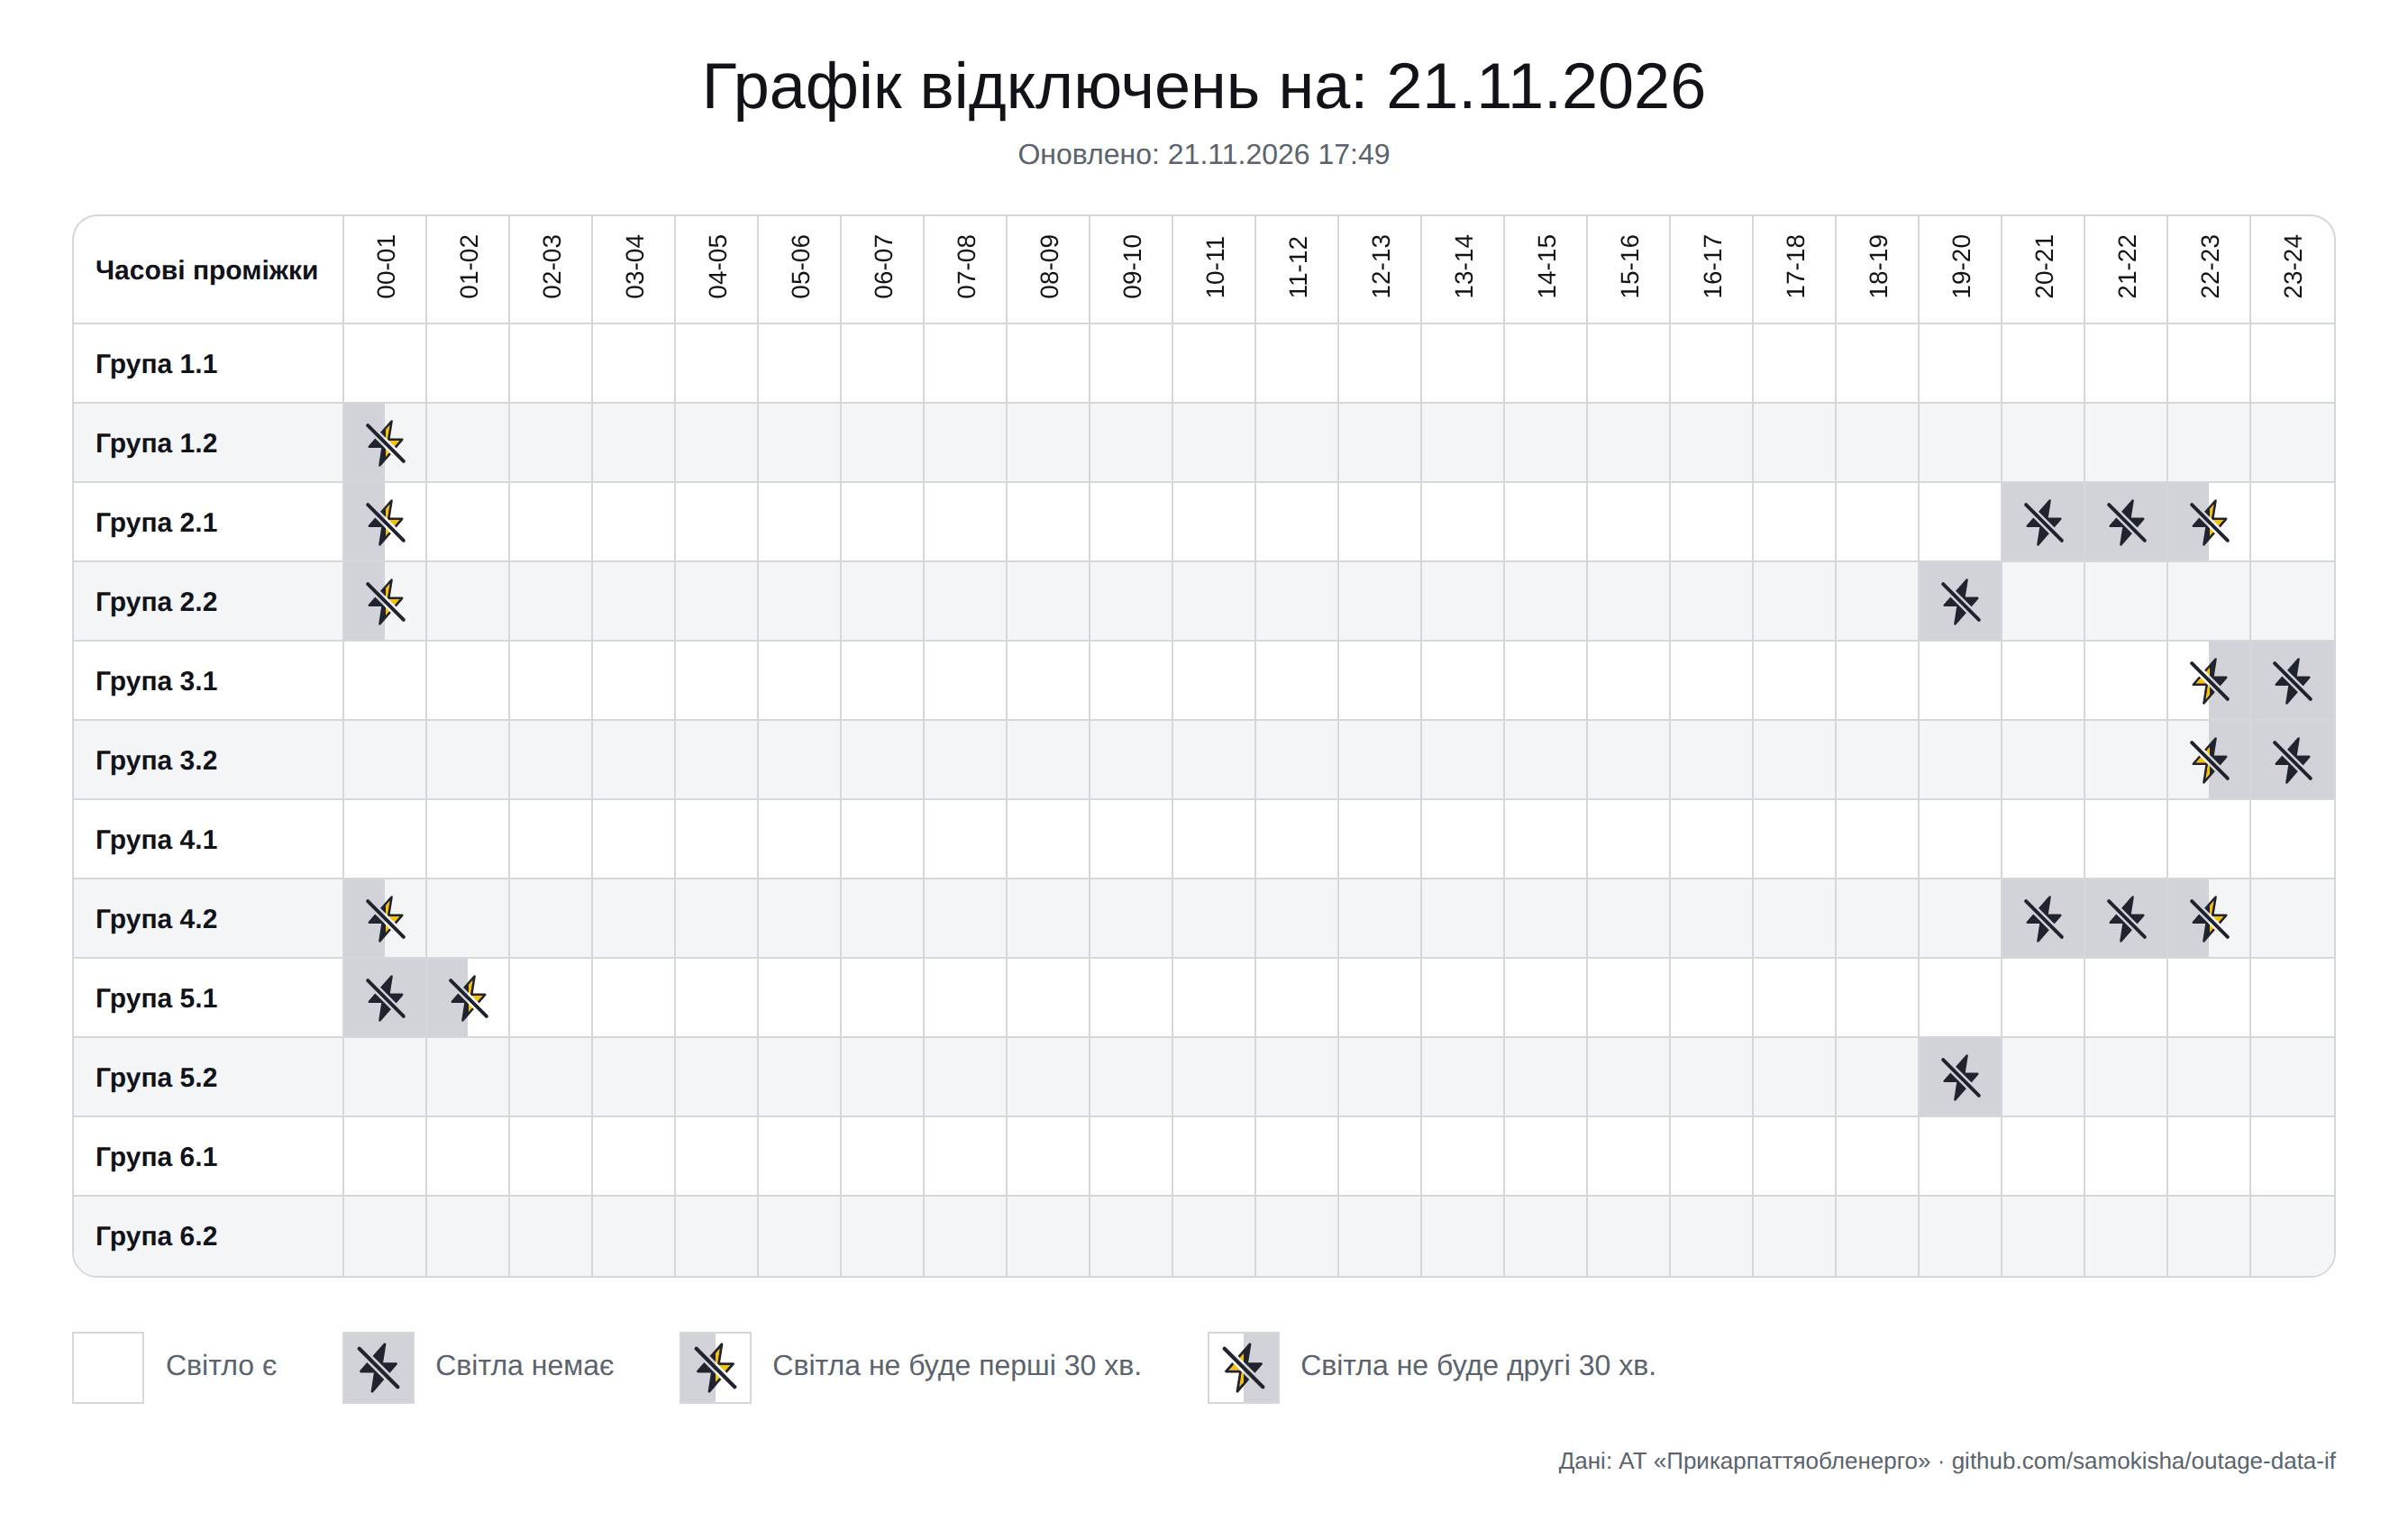 Графік відключень на: 21.11.2026
Оновлено: 21.11.2026 17:49
Часові проміжки 00-01 01-02 02-03 03-04 04-05 05-06 06-07 07-08 08-09 09-10 10-11 11-12 12-13 13-14 14-15 15-16 16-17 17-18 18-19 19-20 20-21 21-22 22-23 23-24
Група 1.1
Група 1.2
Група 2.1
Група 2.2
Група 3.1
Група 3.2
Група 4.1
Група 4.2
Група 5.1
Група 5.2
Група 6.1
Група 6.2
Світло є Світла немає Світла не буде перші 30 хв. Світла не буде другі 30 хв.
Дані: АТ «Прикарпаттяобленерго» · github.com/samokisha/outage-data-if